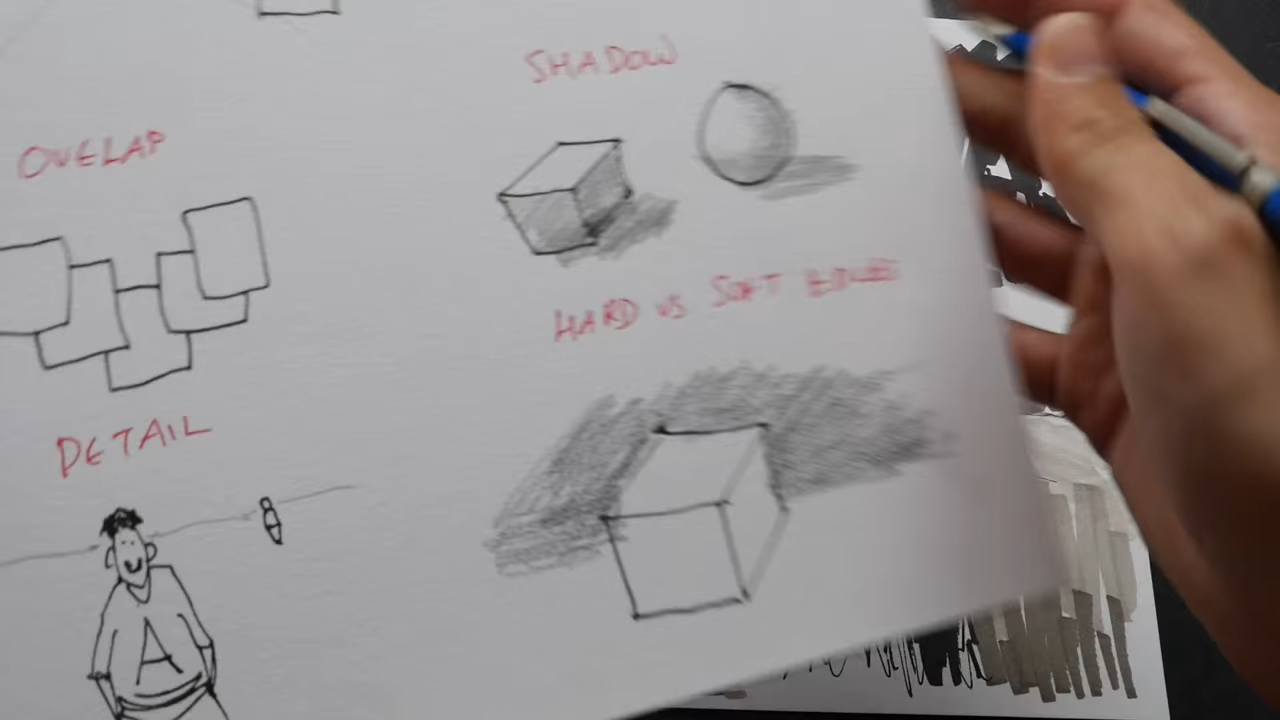 SHADOW
OVELAP
HARD VS SOFT EDGES
DETAIL
A